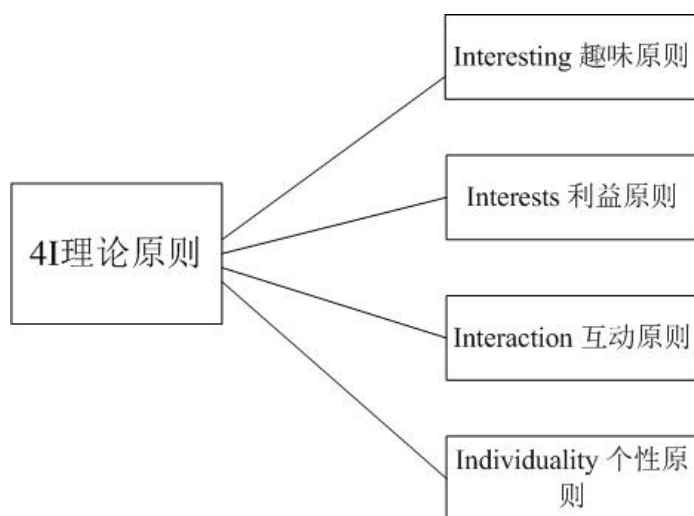 Interesting 趣味原则
Interests 利益原则
4I理论原则
Interaction 互动原则
Individuality 个性原
则